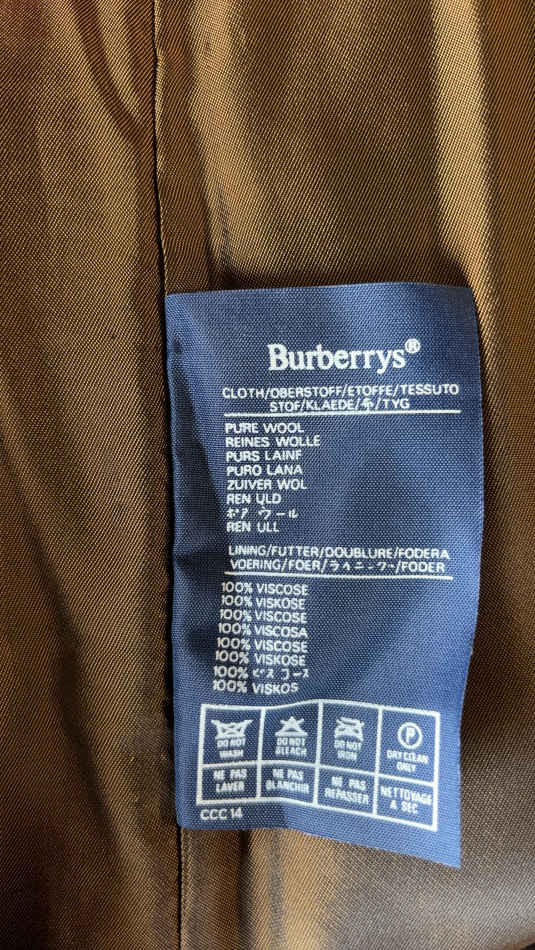 Burberrys®
CLOTH/OBERSTOFF/ETOFFE/TESSUTO
STOF/KLAEDE/布/TYG
PURE WOOL
REINES WOLLE
PURS LAINE
PURO LANA
ZUIVER WOL
REN ULD
ピア ウール
REN ULL
LINING/FUTTER/DOUBLURE/FODERA
VOERING/FOER/ライニング/FODER
100% VISCOSE
100% VISKOSE
100% VISCOSE
100% VISCOSA
100% VISCOSE
100% VISKOSE
100% ビスコース
100% VISKOS
DO NOT WASH
DO NOT BLEACH
DO NOT IRON
P
DRY CLEAN ONLY
NE PAS LAVER
NE PAS BLANCHIR
NE PAS REPASSER
NETTOYAGE A SEC
CCC 14